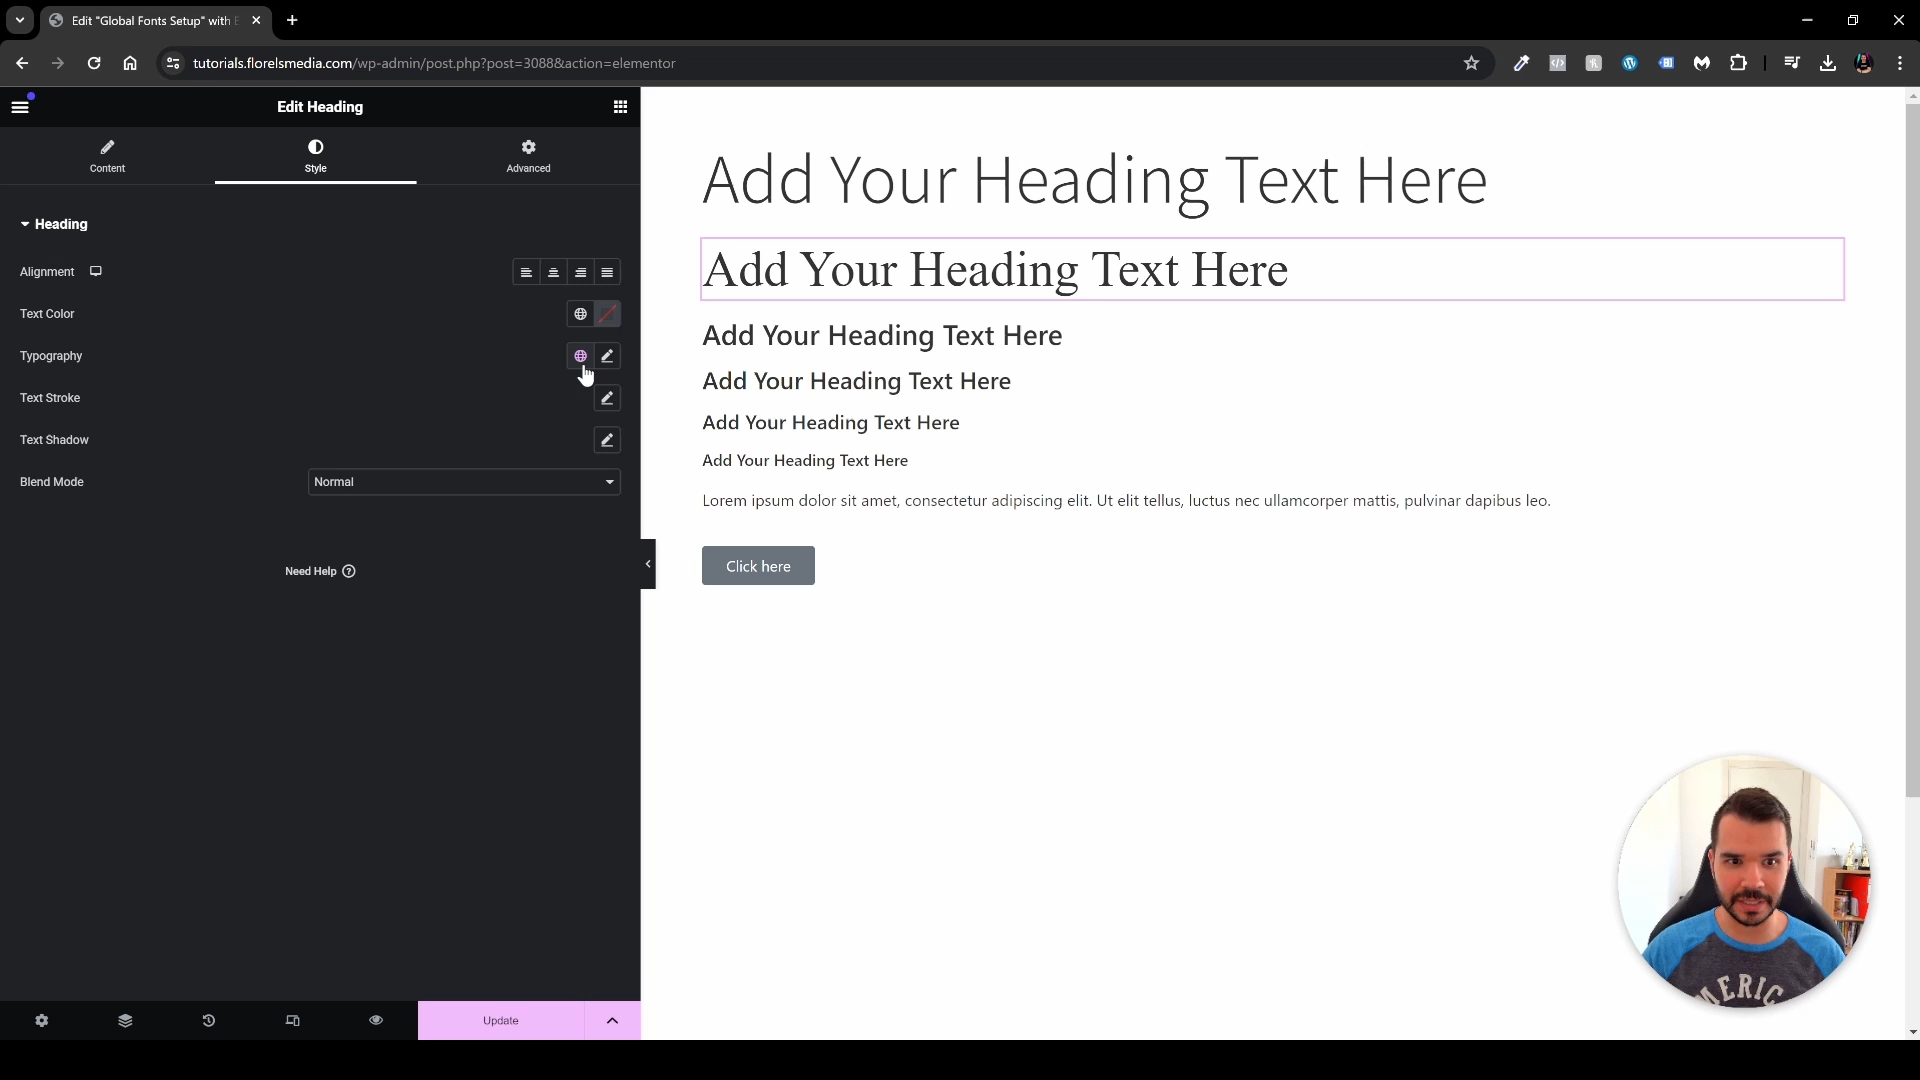 Edit "Global Fonts Setup" with E
tutorials.florelsmedia.com/wp-admin/post.php?post=3088&action=elementor
Edit Heading
Content
Style
Advanced
Heading
Alignment
Text Color
Typography
Text Stroke
Text Shadow
Blend Mode
Normal
Need Help
Update
Add Your Heading Text Here
Add Your Heading Text Here
Add Your Heading Text Here
Add Your Heading Text Here
Add Your Heading Text Here
Add Your Heading Text Here
Lorem ipsum dolor sit amet, consectetur adipiscing elit. Ut elit tellus, luctus nec ullamcorper mattis, pulvinar dapibus leo.
Click here
MERIC